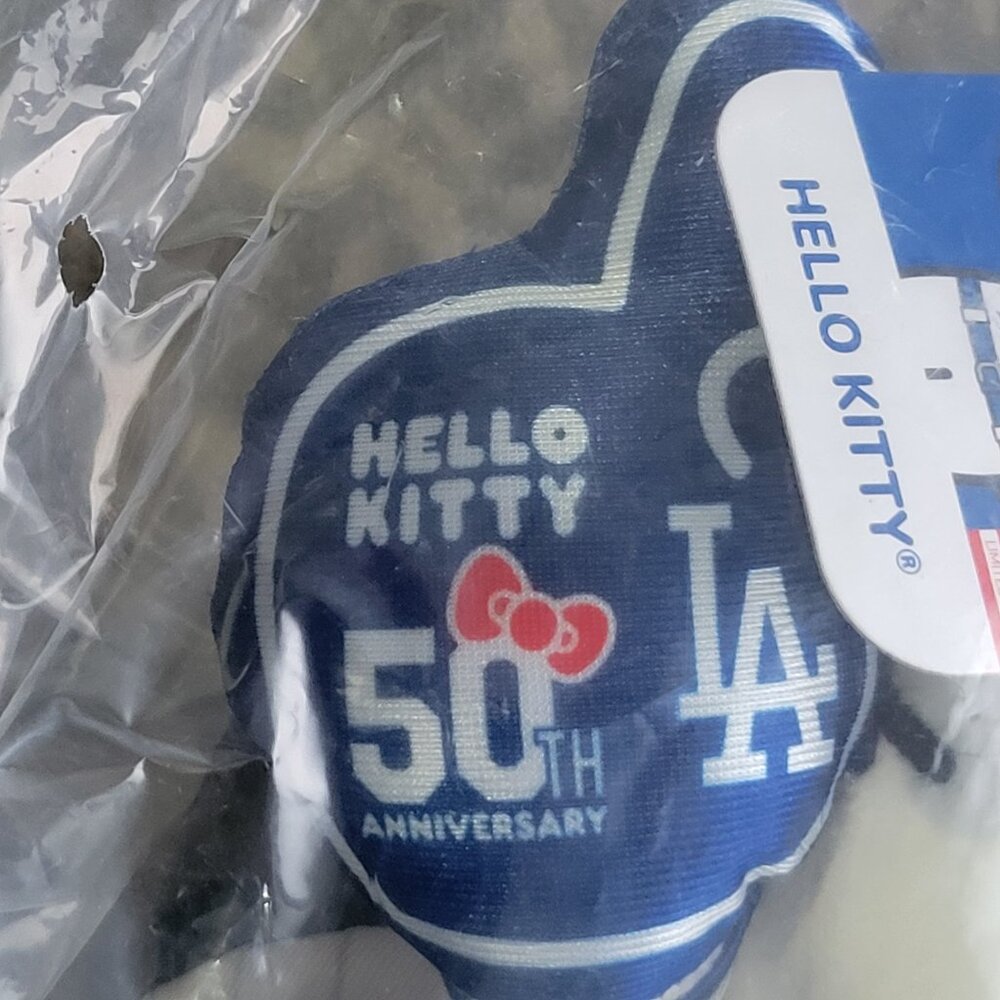 HELLO
KITTY
50TH
ANNIVERSARY
LA
HELLO KITTY®